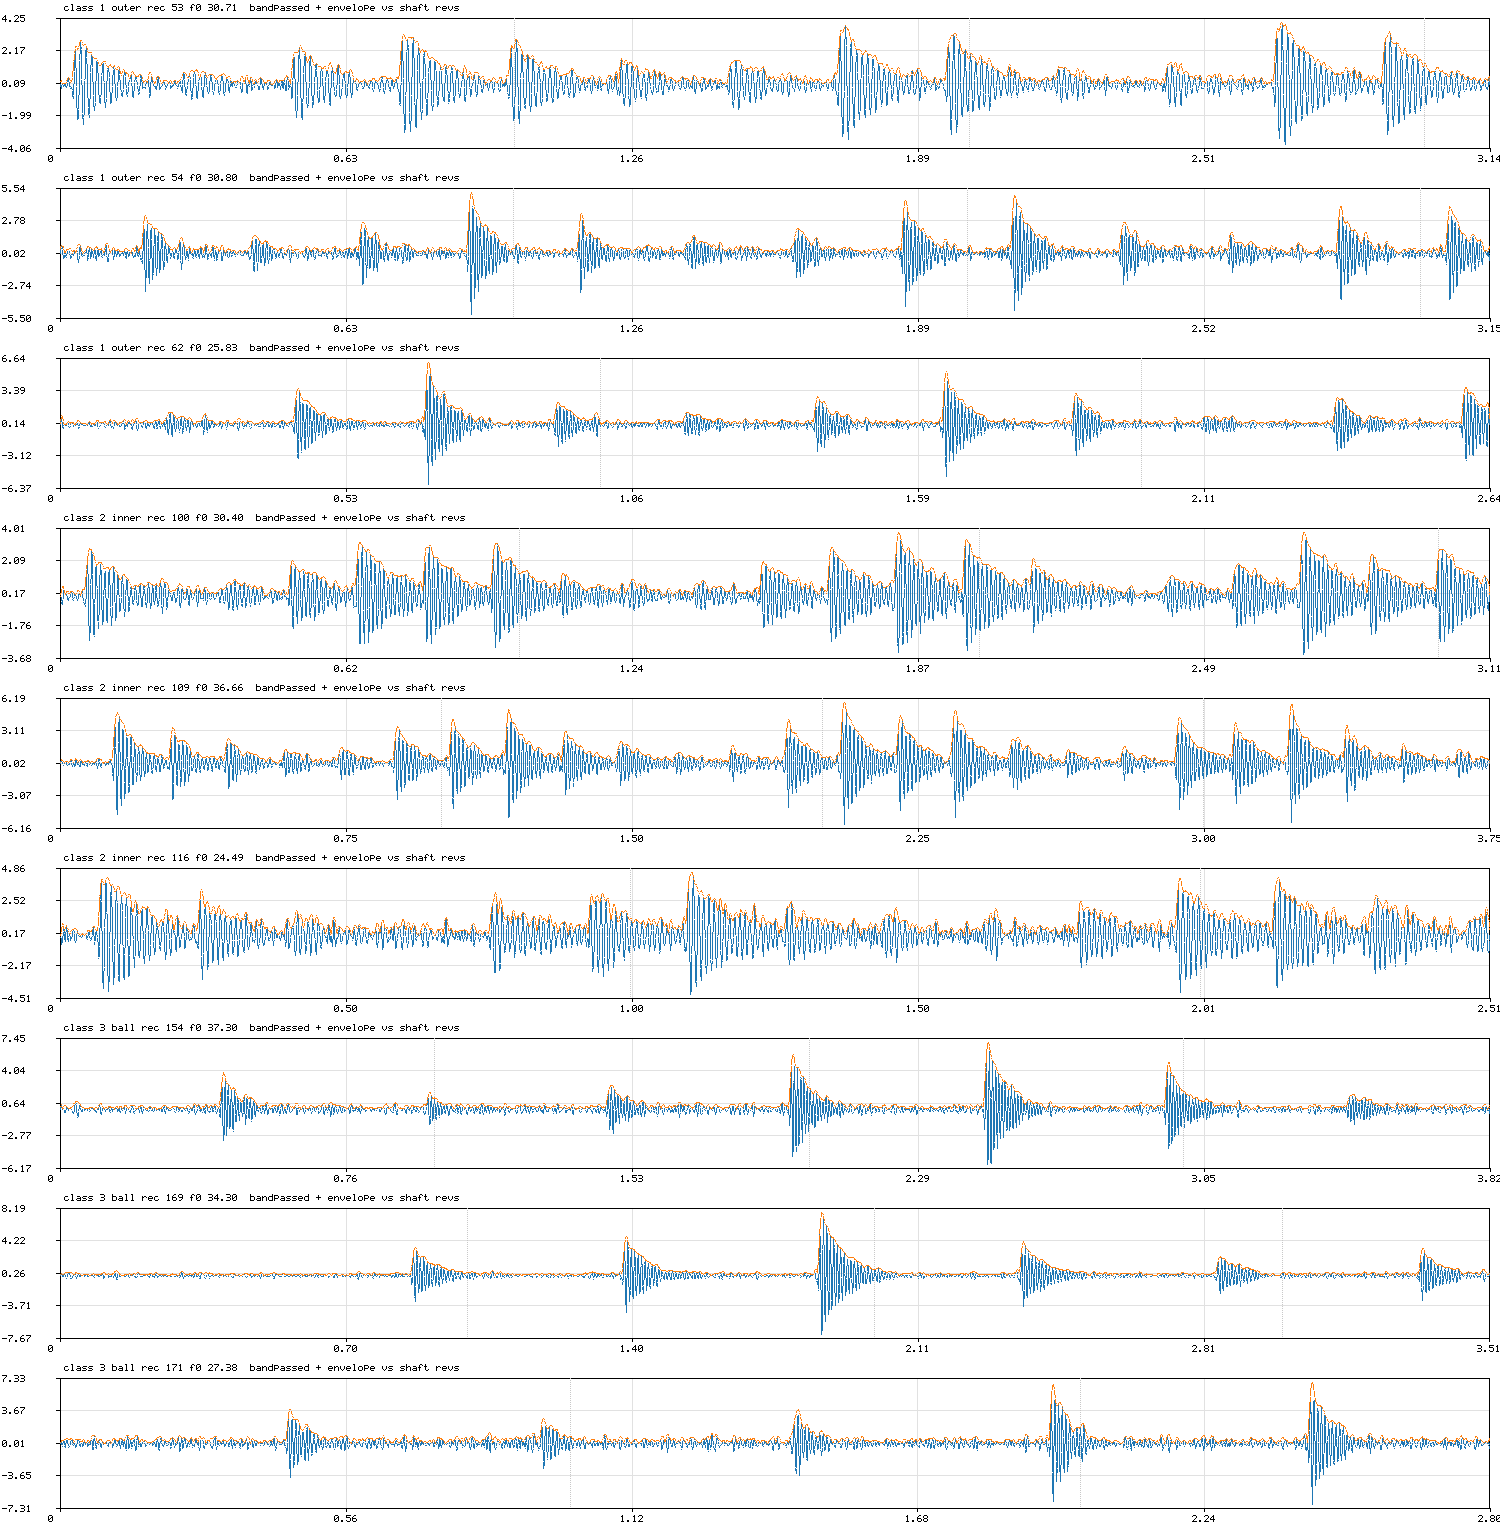 class 1 outer rec 53 f0 30.71 bandPassed + enveloPe vs shaft revs
4.25
2.17
0.09
-1.99
-4.06
0 0.63 1.26 1.89 2.51 3.14
class 1 outer rec 54 f0 30.80 bandPassed + enveloPe vs shaft revs
5.54
2.78
0.02
-2.74
-5.50
0 0.63 1.26 1.89 2.52 3.15
class 1 outer rec 62 f0 25.83 bandPassed + enveloPe vs shaft revs
6.64
3.39
0.14
-3.12
-6.37
0 0.53 1.06 1.59 2.11 2.64
class 2 inner rec 100 f0 30.40 bandPassed + enveloPe vs shaft revs
4.01
2.09
0.17
-1.76
-3.68
0 0.62 1.24 1.87 2.49 3.11
class 2 inner rec 109 f0 36.66 bandPassed + enveloPe vs shaft revs
6.19
3.11
0.02
-3.07
-6.16
0 0.75 1.50 2.25 3.00 3.75
class 2 inner rec 116 f0 24.49 bandPassed + enveloPe vs shaft revs
4.86
2.52
0.17
-2.17
-4.51
0 0.50 1.00 1.50 2.01 2.51
class 3 ball rec 154 f0 37.30 bandPassed + enveloPe vs shaft revs
7.45
4.04
0.64
-2.77
-6.17
0 0.76 1.53 2.29 3.05 3.82
class 3 ball rec 169 f0 34.30 bandPassed + enveloPe vs shaft revs
8.19
4.22
0.26
-3.71
-7.67
0 0.70 1.40 2.11 2.81 3.51
class 3 ball rec 171 f0 27.38 bandPassed + enveloPe vs shaft revs
7.33
3.67
0.01
-3.65
-7.31
0 0.56 1.12 1.68 2.24 2.80